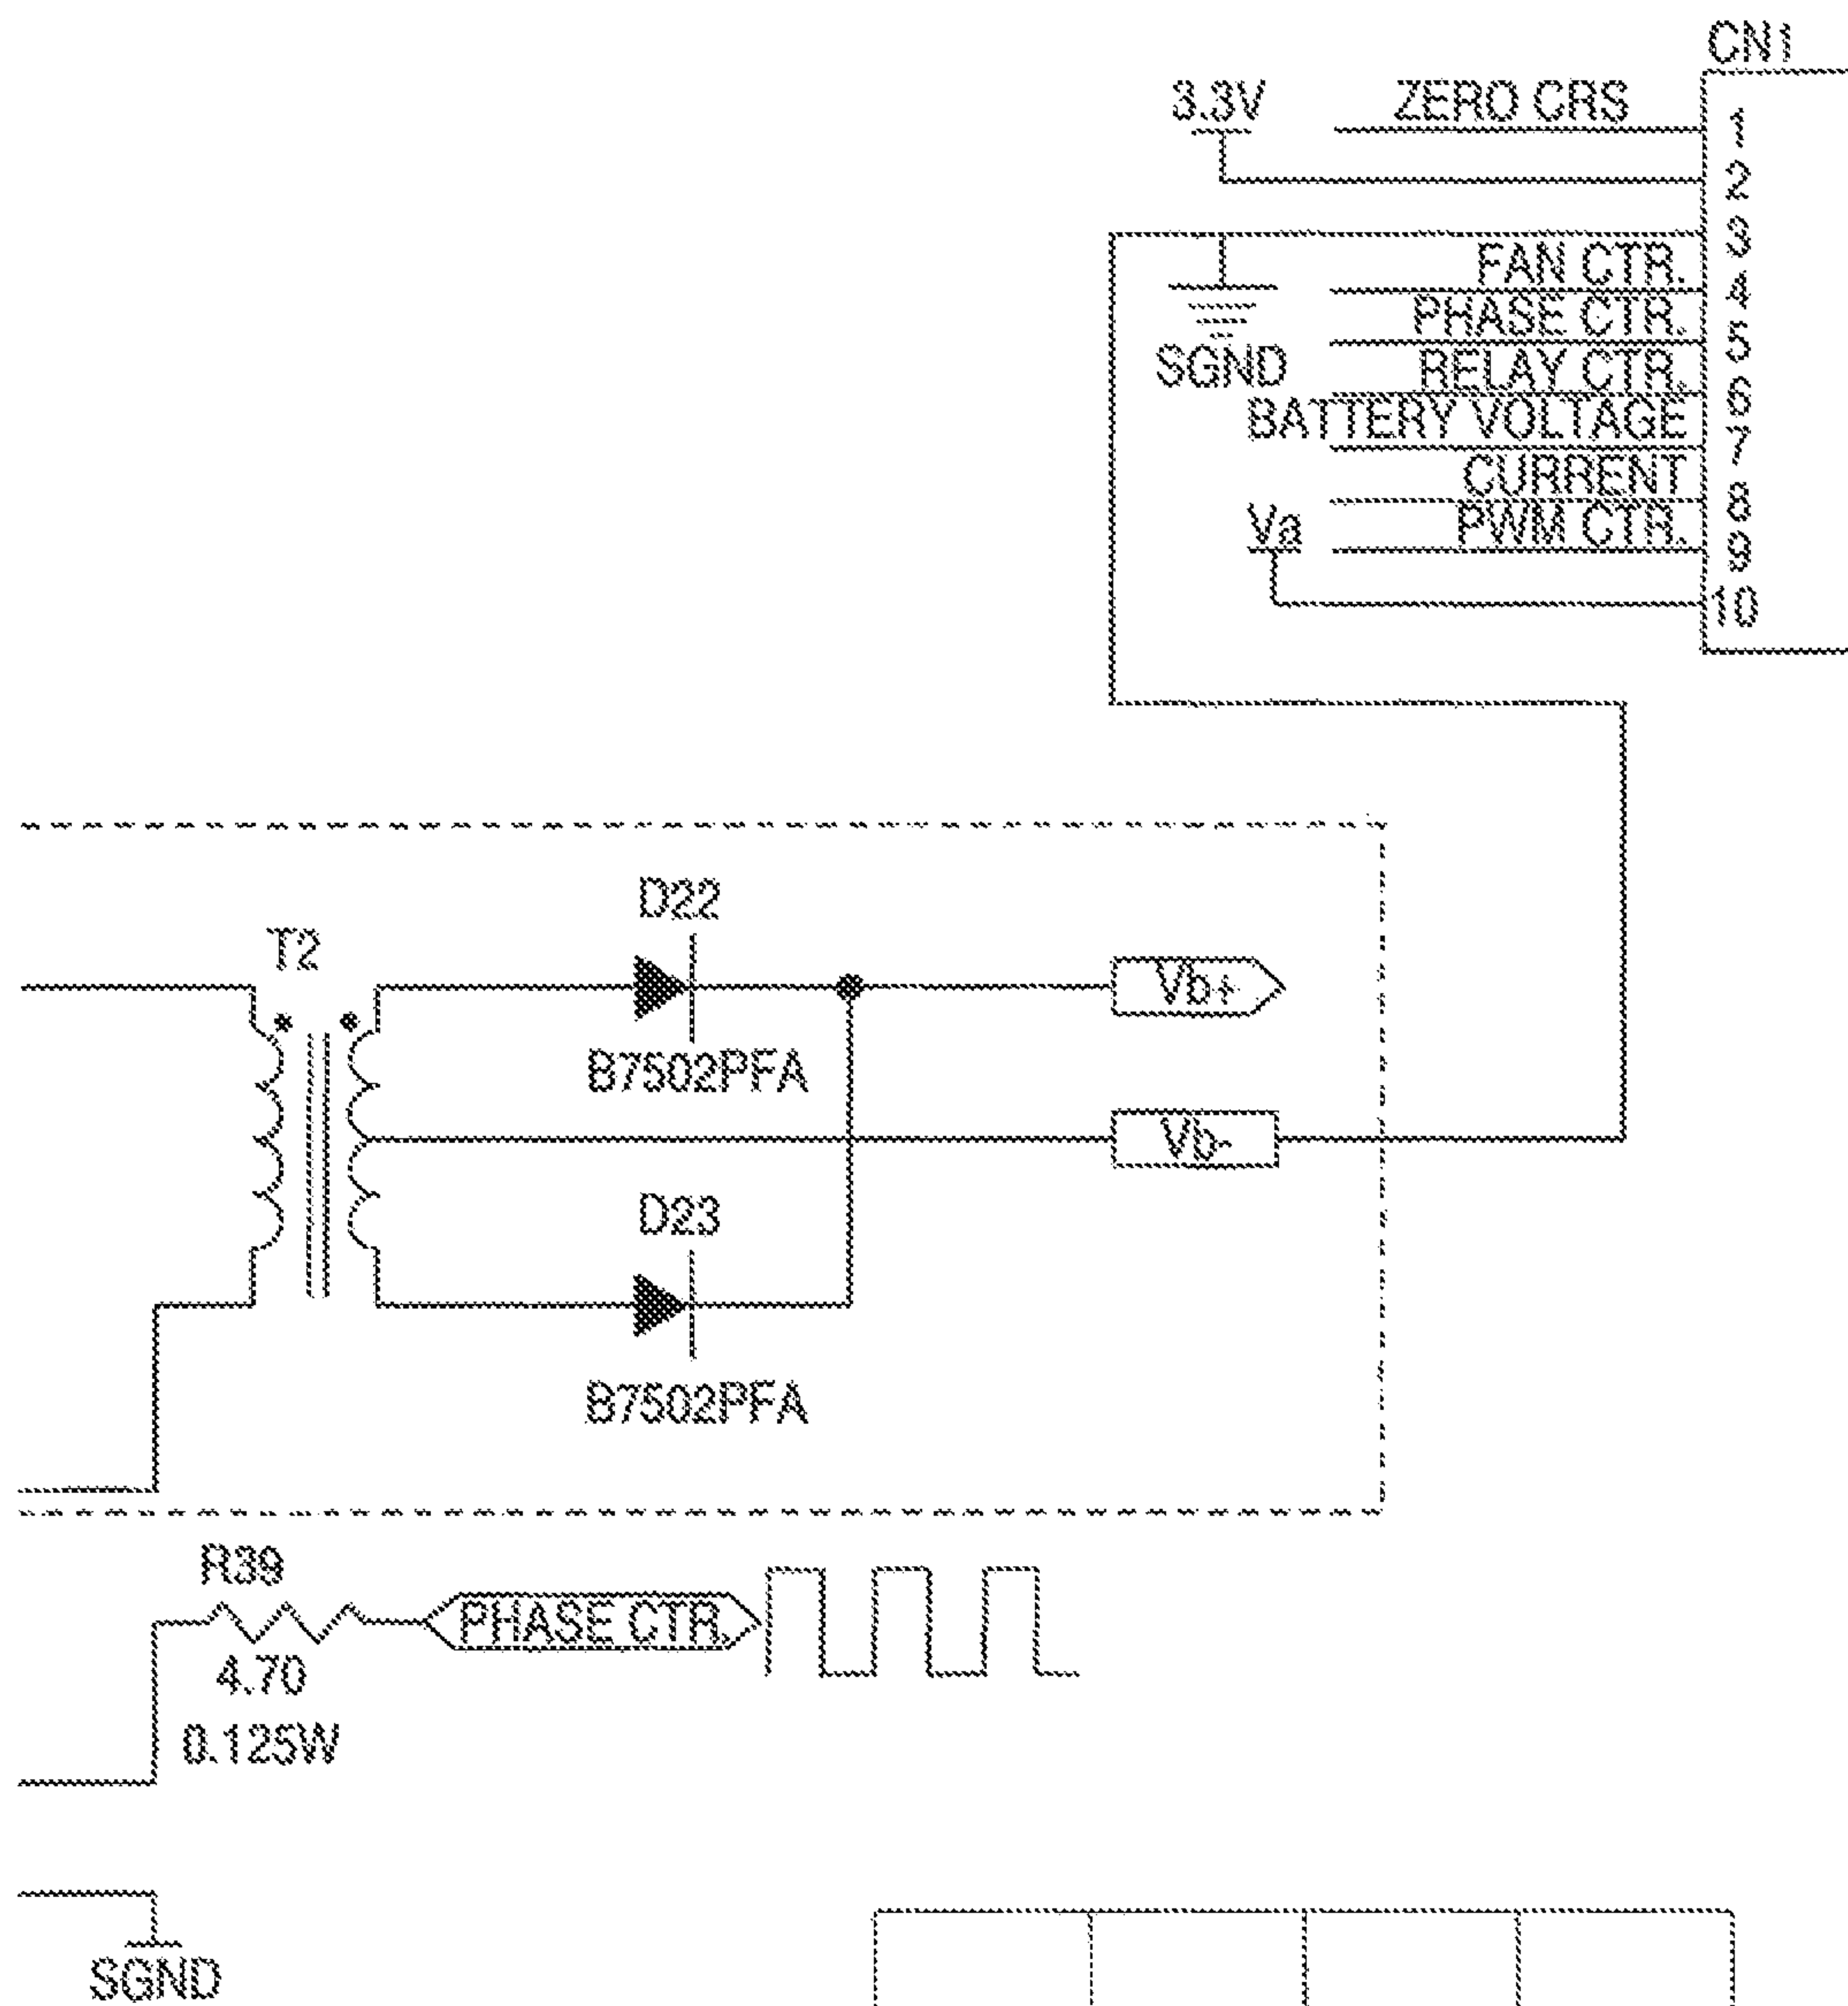 CN1
3.3V
ZERO CRS
1
2
3
FAN CTR.
4
PHASE CTR.
5
SGND
RELAY CTR.
6
BATTERY VOLTAGE
7
CURRENT
8
Va
PWM CTR.
9
10
D22
T2
Vb+
B7502PFA
Vb-
D23
B7502PFA
R39
PHASE CTR.
4.70
0.125W
SGND